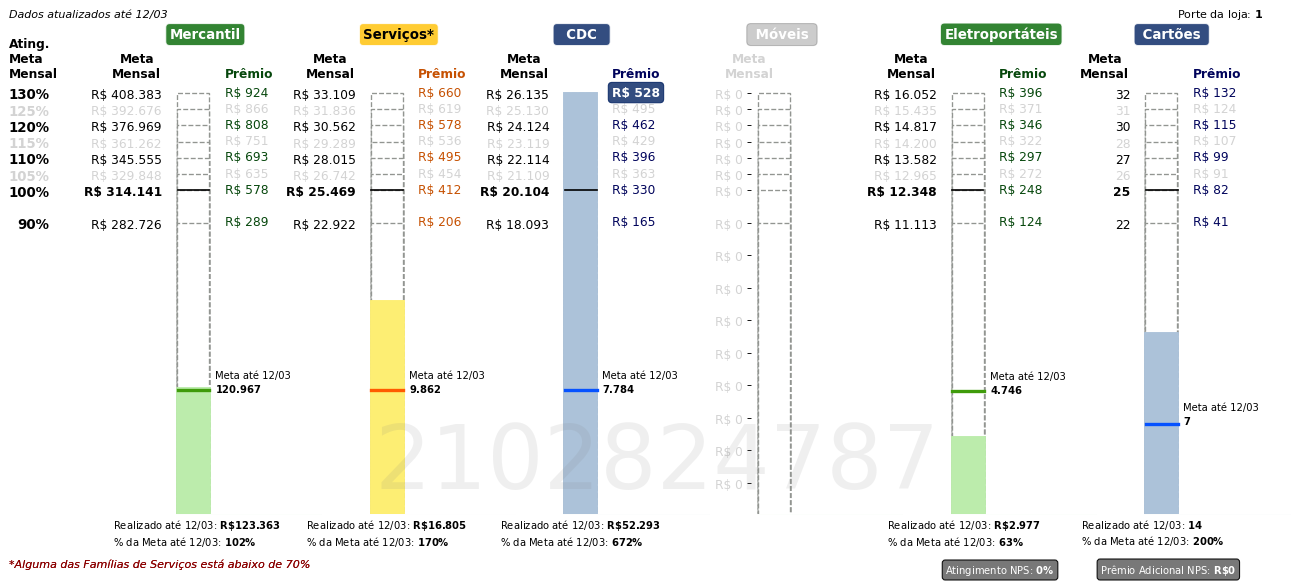 Dados atualizados até 12/03
Porte da loja: 1
Mercantil Serviços* CDC Móveis Eletroportáteis Cartões
Ating. Meta Mensal
Meta Mensal Prêmio Meta Mensal Prêmio Meta Mensal Prêmio Meta Mensal Meta Mensal Prêmio Meta Mensal Prêmio
130% R$ 408.383 R$ 924 R$ 33.109 R$ 660 R$ 26.135 R$ 528 R$ 0 R$ 16.052 R$ 396 32 R$ 132
125% R$ 392.676 R$ 866 R$ 31.836 R$ 619 R$ 25.130 R$ 495 R$ 0 R$ 15.435 R$ 371 31 R$ 124
120% R$ 376.969 R$ 808 R$ 30.562 R$ 578 R$ 24.124 R$ 462 R$ 0 R$ 14.817 R$ 346 30 R$ 115
115% R$ 361.262 R$ 751 R$ 29.289 R$ 536 R$ 23.119 R$ 429 R$ 0 R$ 14.200 R$ 322 28 R$ 107
110% R$ 345.555 R$ 693 R$ 28.015 R$ 495 R$ 22.114 R$ 396 R$ 0 R$ 13.582 R$ 297 27 R$ 99
105% R$ 329.848 R$ 635 R$ 26.742 R$ 454 R$ 21.109 R$ 363 R$ 0 R$ 12.965 R$ 272 26 R$ 91
100% R$ 314.141 R$ 578 R$ 25.469 R$ 412 R$ 20.104 R$ 330 R$ 0 R$ 12.348 R$ 248 25 R$ 82
90% R$ 282.726 R$ 289 R$ 22.922 R$ 206 R$ 18.093 R$ 165 R$ 0 R$ 11.113 R$ 124 22 R$ 41
R$ 0
R$ 0
R$ 0
R$ 0
Meta até 12/03 Meta até 12/03 Meta até 12/03 R$ 0 Meta até 12/03
120.967 9.862 7.784 4.746
R$ 0 Meta até 12/03
7
R$ 0
R$ 0
2102824787
Realizado até 12/03: R$123.363 Realizado até 12/03: R$16.805 Realizado até 12/03: R$52.293 Realizado até 12/03: R$2.977 Realizado até 12/03: 14
% da Meta até 12/03: 102% % da Meta até 12/03: 170% % da Meta até 12/03: 672% % da Meta até 12/03: 63% % da Meta até 12/03: 200%
*Alguma das Famílias de Serviços está abaixo de 70%
Atingimento NPS: 0% Prêmio Adicional NPS: R$0